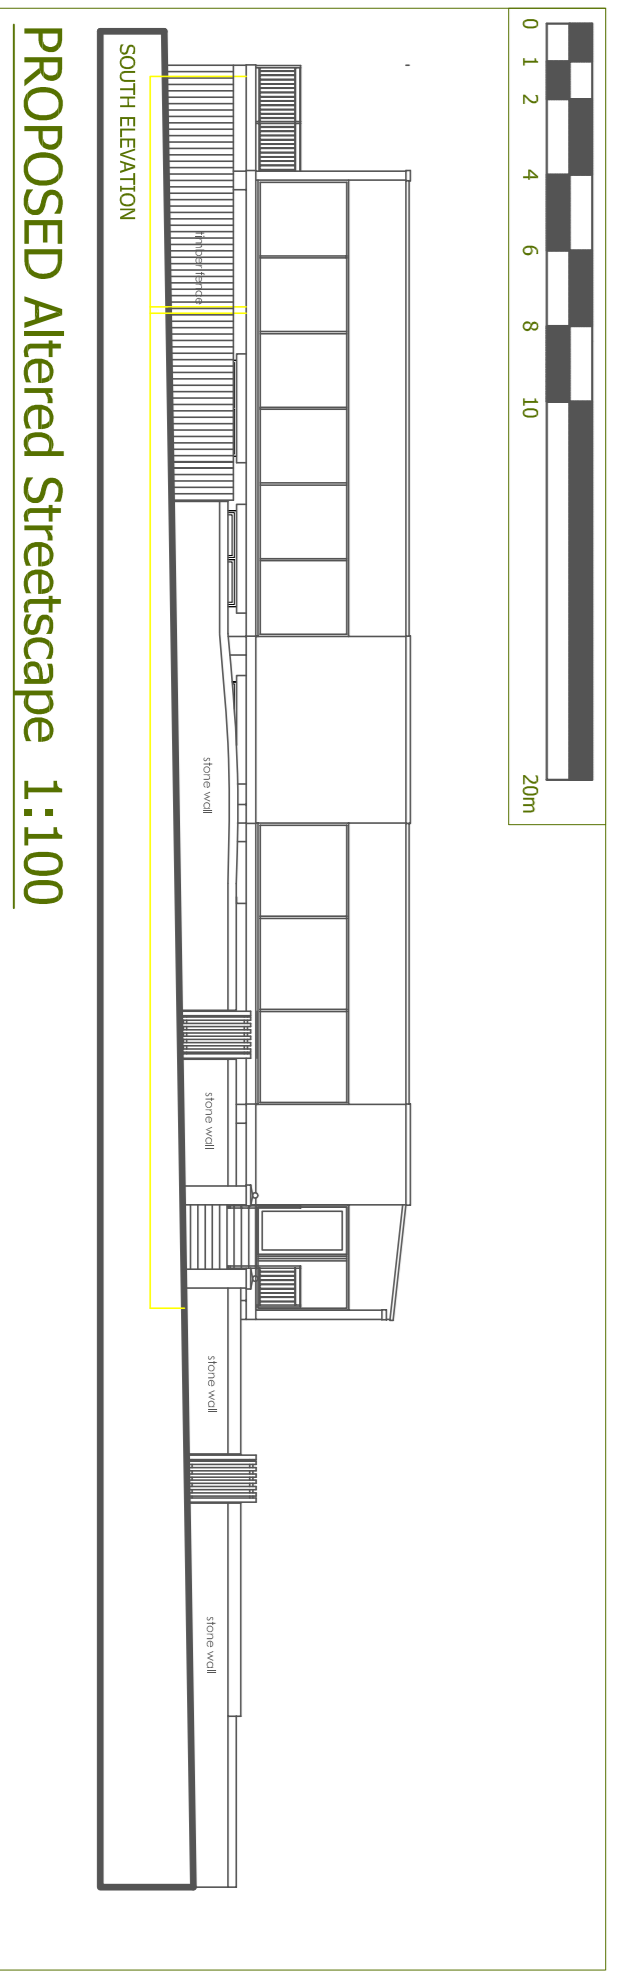 0 1 2 4 6 8 10 20m
timber fence
stone wall
stone wall
stone wall
stone wall
SOUTH ELEVATION
PROPOSED Altered Streetscape 1:100